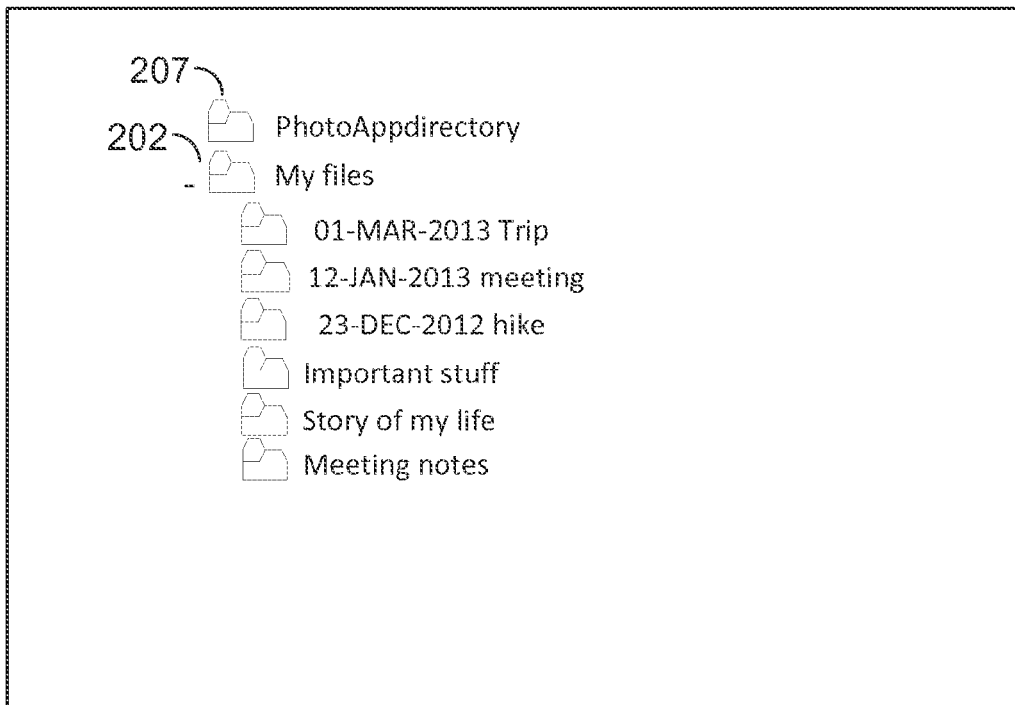 207
PhotoAppdirectory
202
- My files
01-MAR-2013 Trip
12-JAN-2013 meeting
23-DEC-2012 hike
Important stuff
Story of my life
Meeting notes